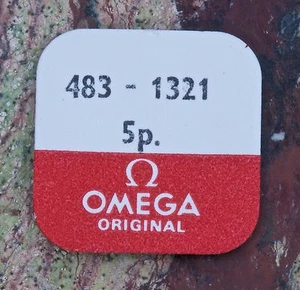 483 - 1321
5p.
Ω
OMEGA
ORIGINAL